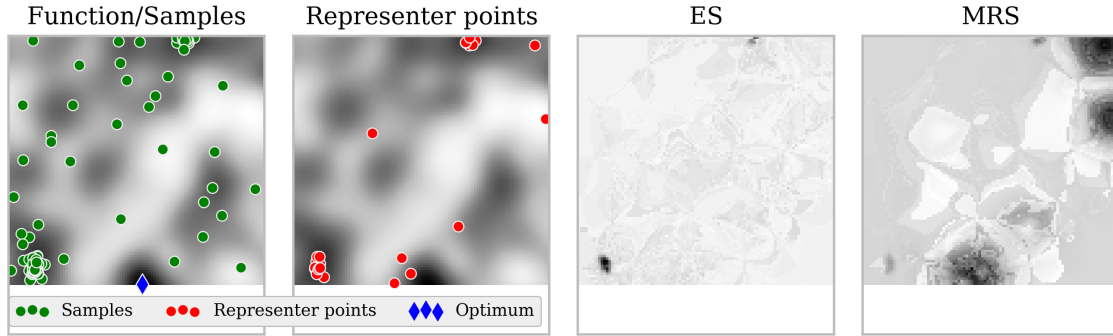 Function/Samples
Representer points
ES
MRS
Samples
Representer points
Optimum